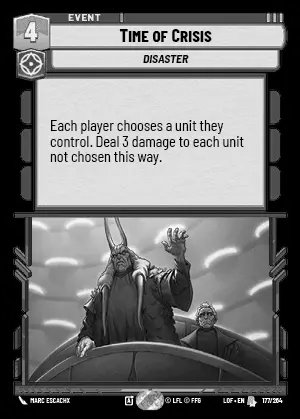 EVENT
4
TIME OF CRISIS
DISASTER
Each player chooses a unit they
control. Deal 3 damage to each unit
not chosen this way.
MARC ESCACHX
© LFL © FFG
LOF • EN
177/264